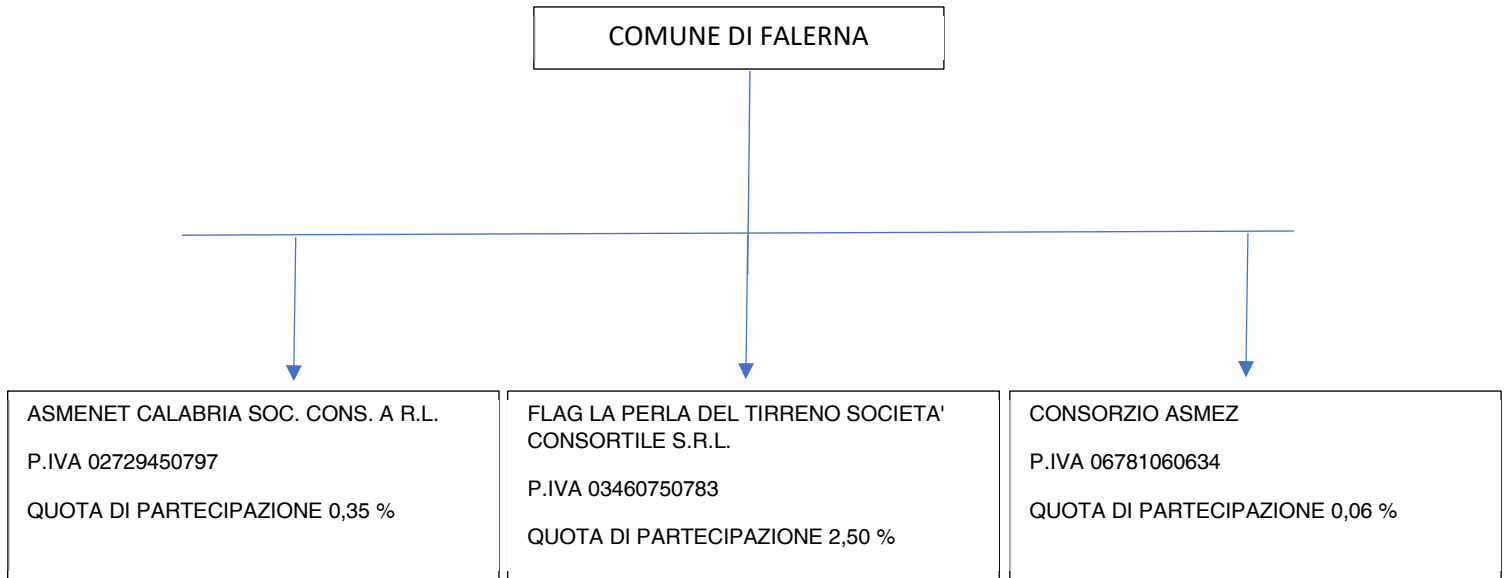 COMUNE DI FALERNA
ASMENET CALABRIA SOC. CONS. A R.L.
P.IVA 02729450797
QUOTA DI PARTECIPAZIONE 0,35 %
FLAG LA PERLA DEL TIRRENO SOCIETA'
CONSORTILE S.R.L.
P.IVA 03460750783
QUOTA DI PARTECIPAZIONE 2,50 %
CONSORZIO ASMEZ
P.IVA 06781060634
QUOTA DI PARTECIPAZIONE 0,06 %